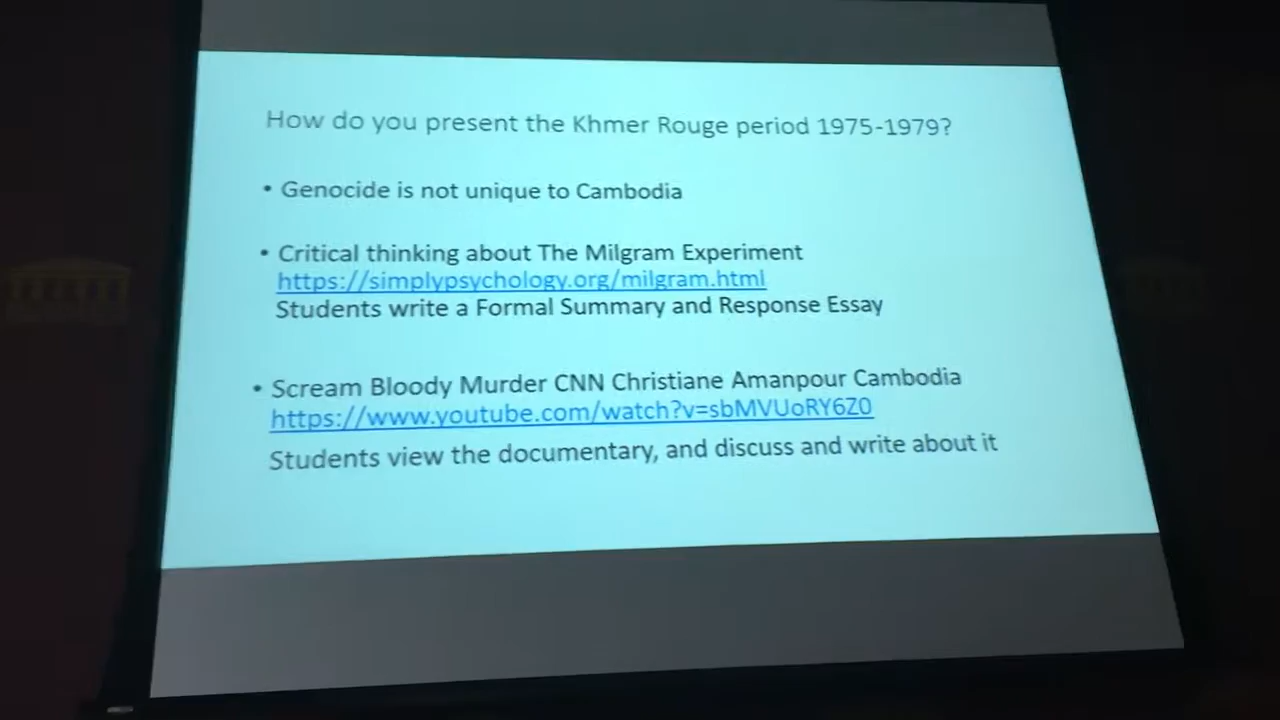 How do you present the Khmer Rouge period 1975-1979?
• Genocide is not unique to Cambodia
• Critical thinking about The Milgram Experiment
https://simplypsychology.org/milgram.html
Students write a Formal Summary and Response Essay
• Scream Bloody Murder CNN Christiane Amanpour Cambodia
https://www.youtube.com/watch?v=sbMVUoRY6Z0
Students view the documentary, and discuss and write about it